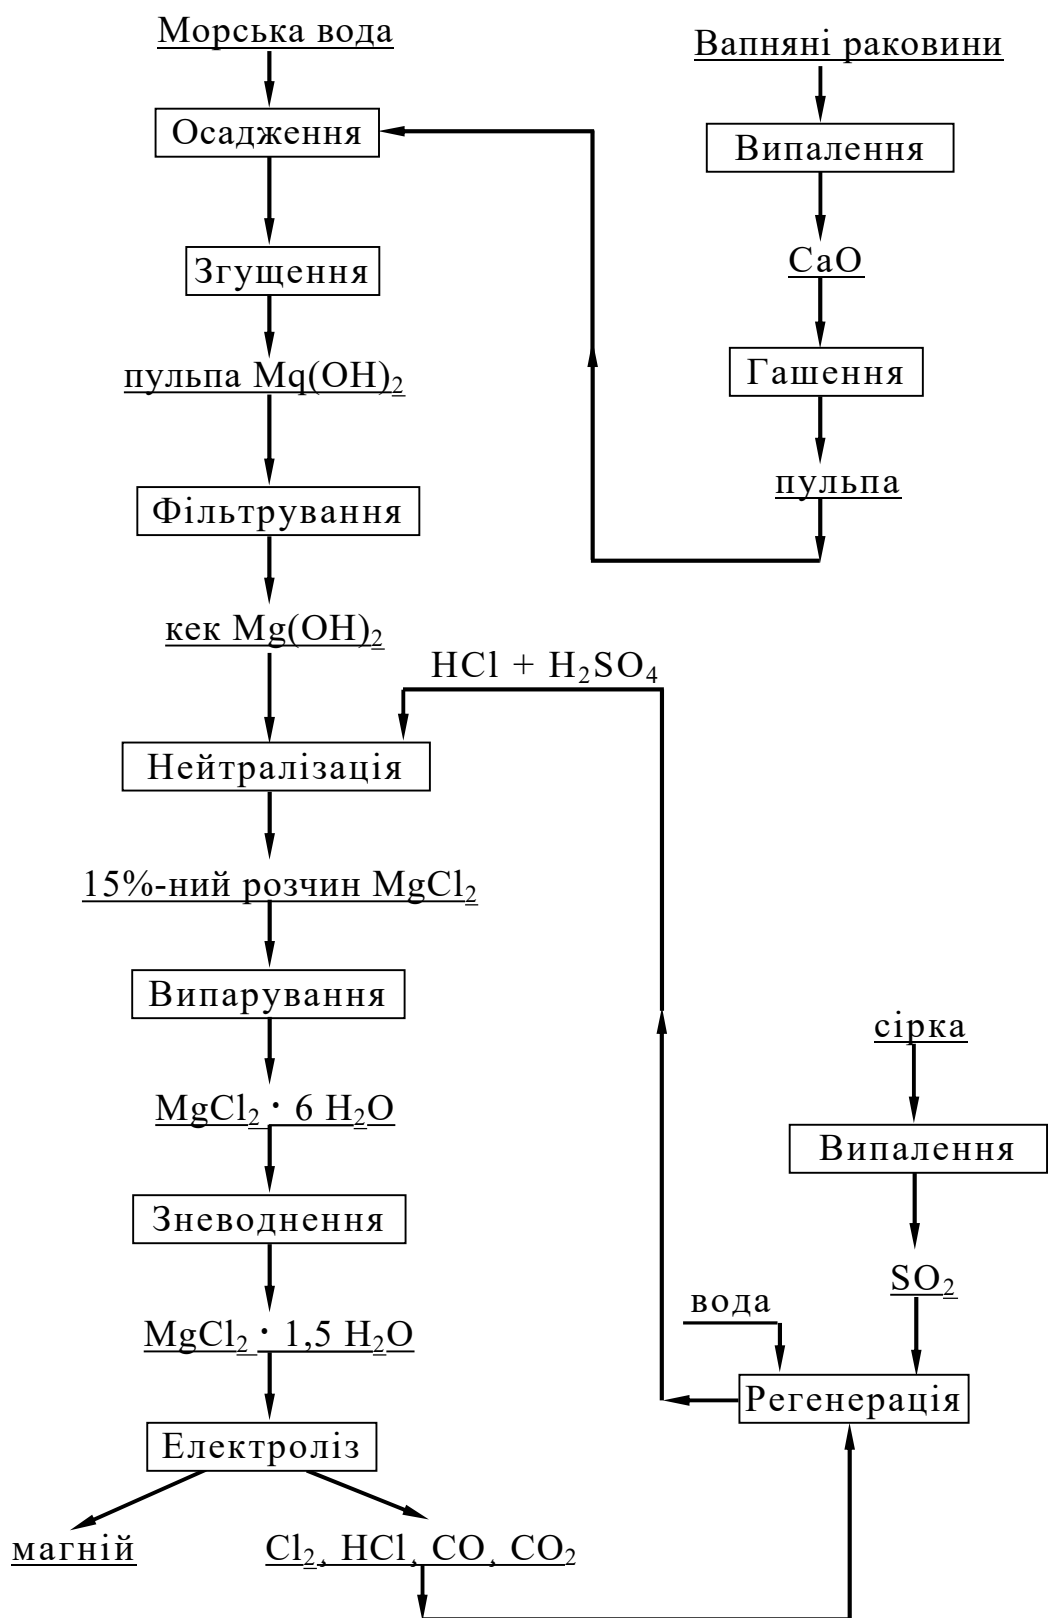 Морська вода
Осадження
Згущення
пульпа Mq(OH)₂
Фільтрування
кек Mg(OH)₂
HCl + H₂SO₄
Нейтралізація
15%-ний розчин MgCl₂
Випарування
MgCl₂ · 6 H₂O
Зневоднення
MgCl₂ · 1,5 H₂O
Електроліз
магній
Cl₂, HCl, CO, CO₂
Вапняні раковини
Випалення
CaO
Гашення
пульпа
сірка
Випалення
SO₂
вода
Регенерація